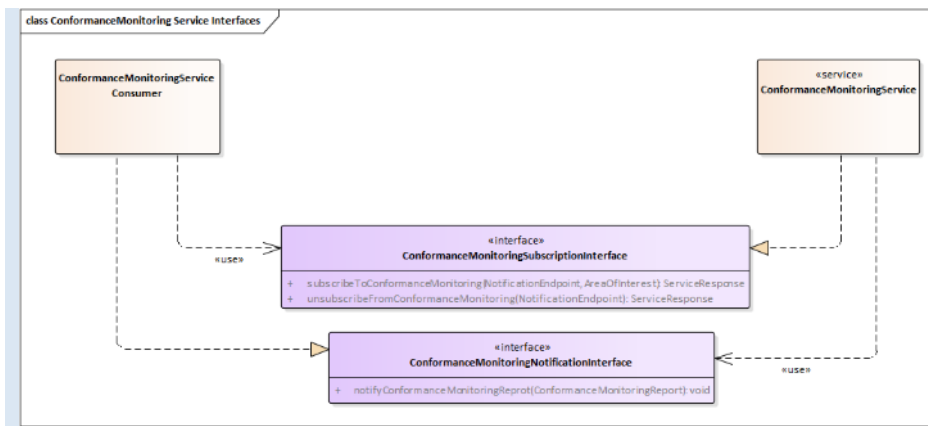 class ConformanceMonitoring Service Interfaces
ConformanceMonitoringService
Consumer
«service»
ConformanceMonitoringService
«interface»
ConformanceMonitoringSubscriptionInterface
+ subscribeToConformanceMonitoring(NotificationEndpoint, AreaOfInterest): ServiceResponse
+ unsubscribeFromConformanceMonitoring(NotificationEndpoint): ServiceResponse
«use»
«interface»
ConformanceMonitoringNotificationInterface
+ notifyConformanceMonitoringReprot(ConformanceMonitoringReport): void
«use»